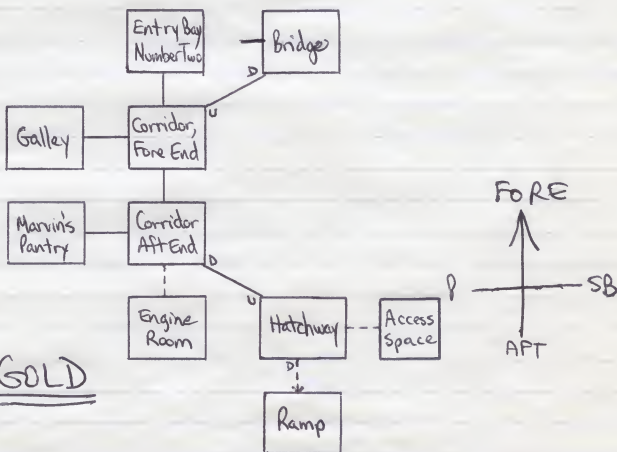 Entry Bay
Number Two
Bridge
D
U
Galley
Corridor,
Fore End
FORE
Marvin's
Pantry
Corridor
Aft End
D
P
SB
U
Engine
Room
Hatchway
Access
Space
AFT
D
GOLD
Ramp